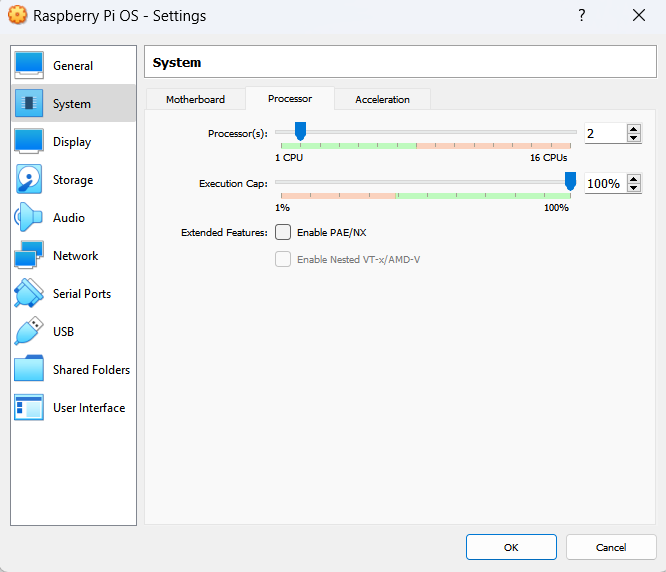 Raspberry Pi OS - Settings
?
General
System
Display
Storage
Audio
Network
Serial Ports
USB
Shared Folders
User Interface
System
Motherboard Processor Acceleration
Processor(s): 2
1 CPU 16 CPUs
Execution Cap: 100%
1% 100%
Extended Features: Enable PAE/NX
Enable Nested VT-x/AMD-V
OK Cancel